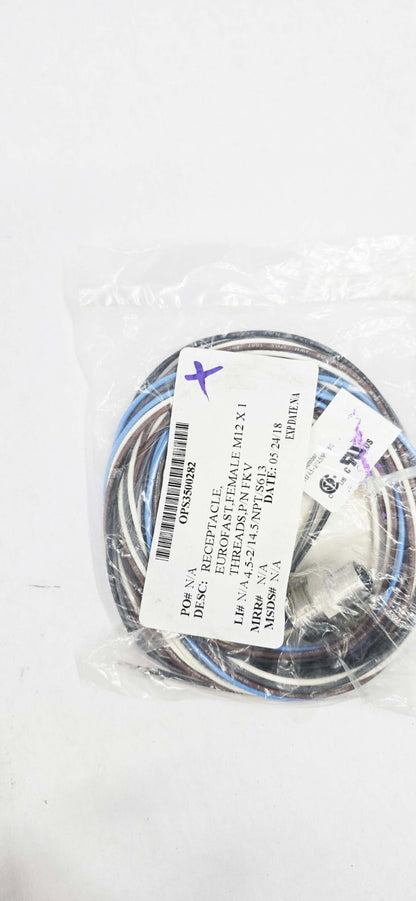 OPS3500282
PO# N/A
DESC: RECEPTACLE,
EUROFAST,FEMALE M12 X 1
THREADS,P/N FKV
LI# N/A 4.5-2/14.5/NPT,S613
MRR# N/A DATE: 05/24/18
MSDS# N/A EXP DATE N/A
X